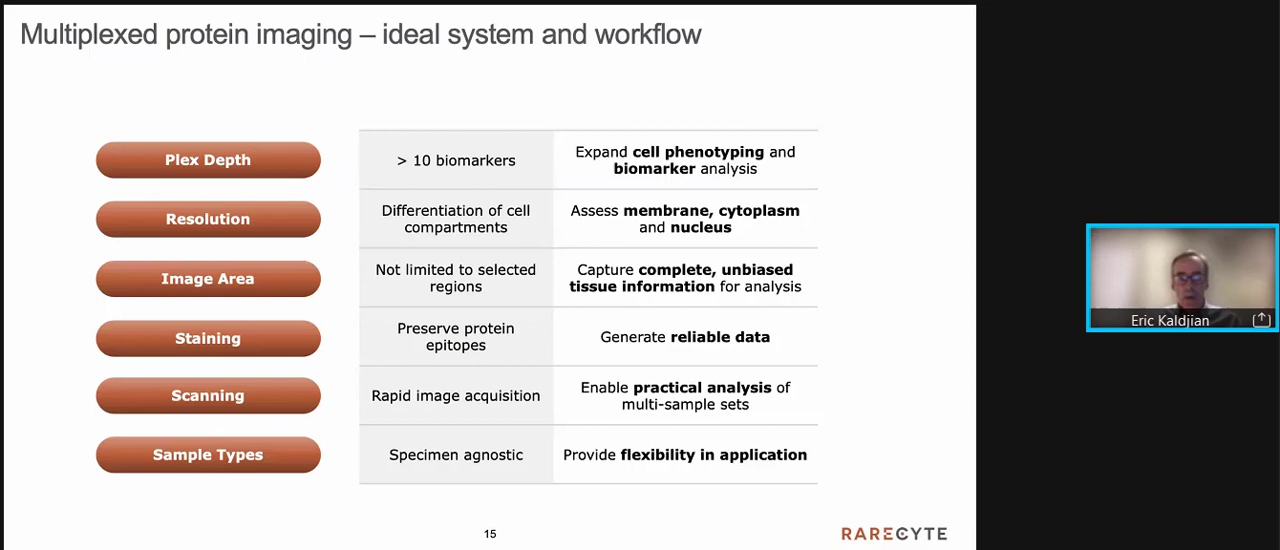 Multiplexed protein imaging – ideal system and workflow
Plex Depth
> 10 biomarkers
Expand cell phenotyping and
biomarker analysis
Resolution
Differentiation of cell
compartments
Assess membrane, cytoplasm
and nucleus
Image Area
Not limited to selected
regions
Capture complete, unbiased
tissue information for analysis
Staining
Preserve protein
epitopes
Generate reliable data
Scanning
Rapid image acquisition
Enable practical analysis of
multi-sample sets
Sample Types
Specimen agnostic
Provide flexibility in application
15
RARECYTE
Eric Kaldjian